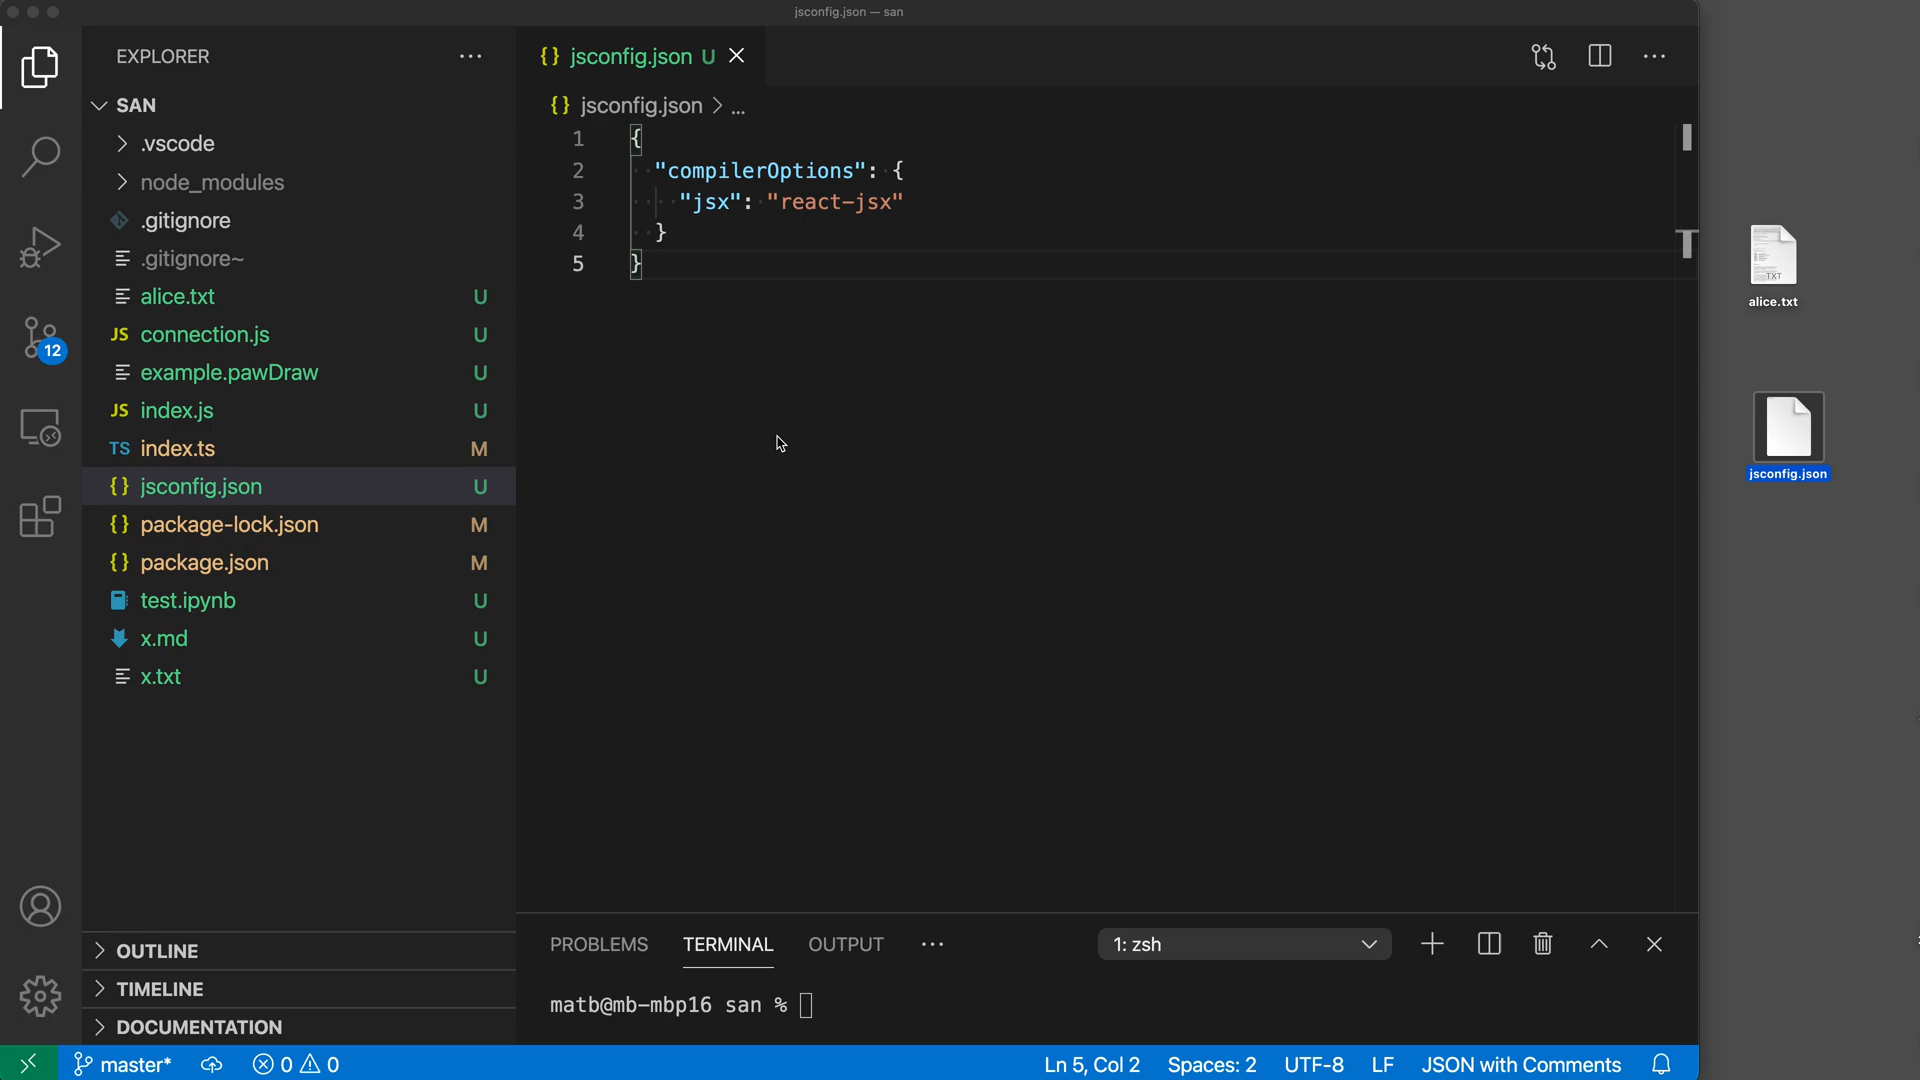 jsconfig.json — san
EXPLORER
SAN
.vscode
node_modules
.gitignore
.gitignore~
alice.txt U
JS connection.js U
example.pawDraw U
JS index.js U
TS index.ts M
{} jsconfig.json U
{} package-lock.json M
{} package.json M
test.ipynb U
x.md U
x.txt U
12
OUTLINE
TIMELINE
DOCUMENTATION
{} jsconfig.json U
{} jsconfig.json > ...
1 {
2 "compilerOptions": {
3 "jsx": "react-jsx"
4 }
5 }
PROBLEMS TERMINAL OUTPUT
1: zsh
matb@mb-mbp16 san %
master* 0 0
Ln 5, Col 2 Spaces: 2 UTF-8 LF JSON with Comments
TXT
alice.txt
jsconfig.json